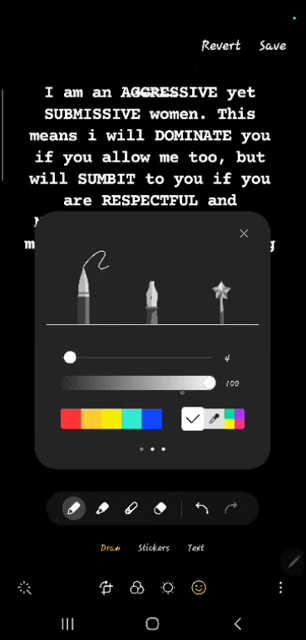 Revert Save
I am an AGGRESSIVE yet
SUBMISSIVE women. This
means i will DOMINATE you
if you allow me too, but
will SUMBIT to you if you
are RESPECTFUL and
4
100
Draw Stickers Text